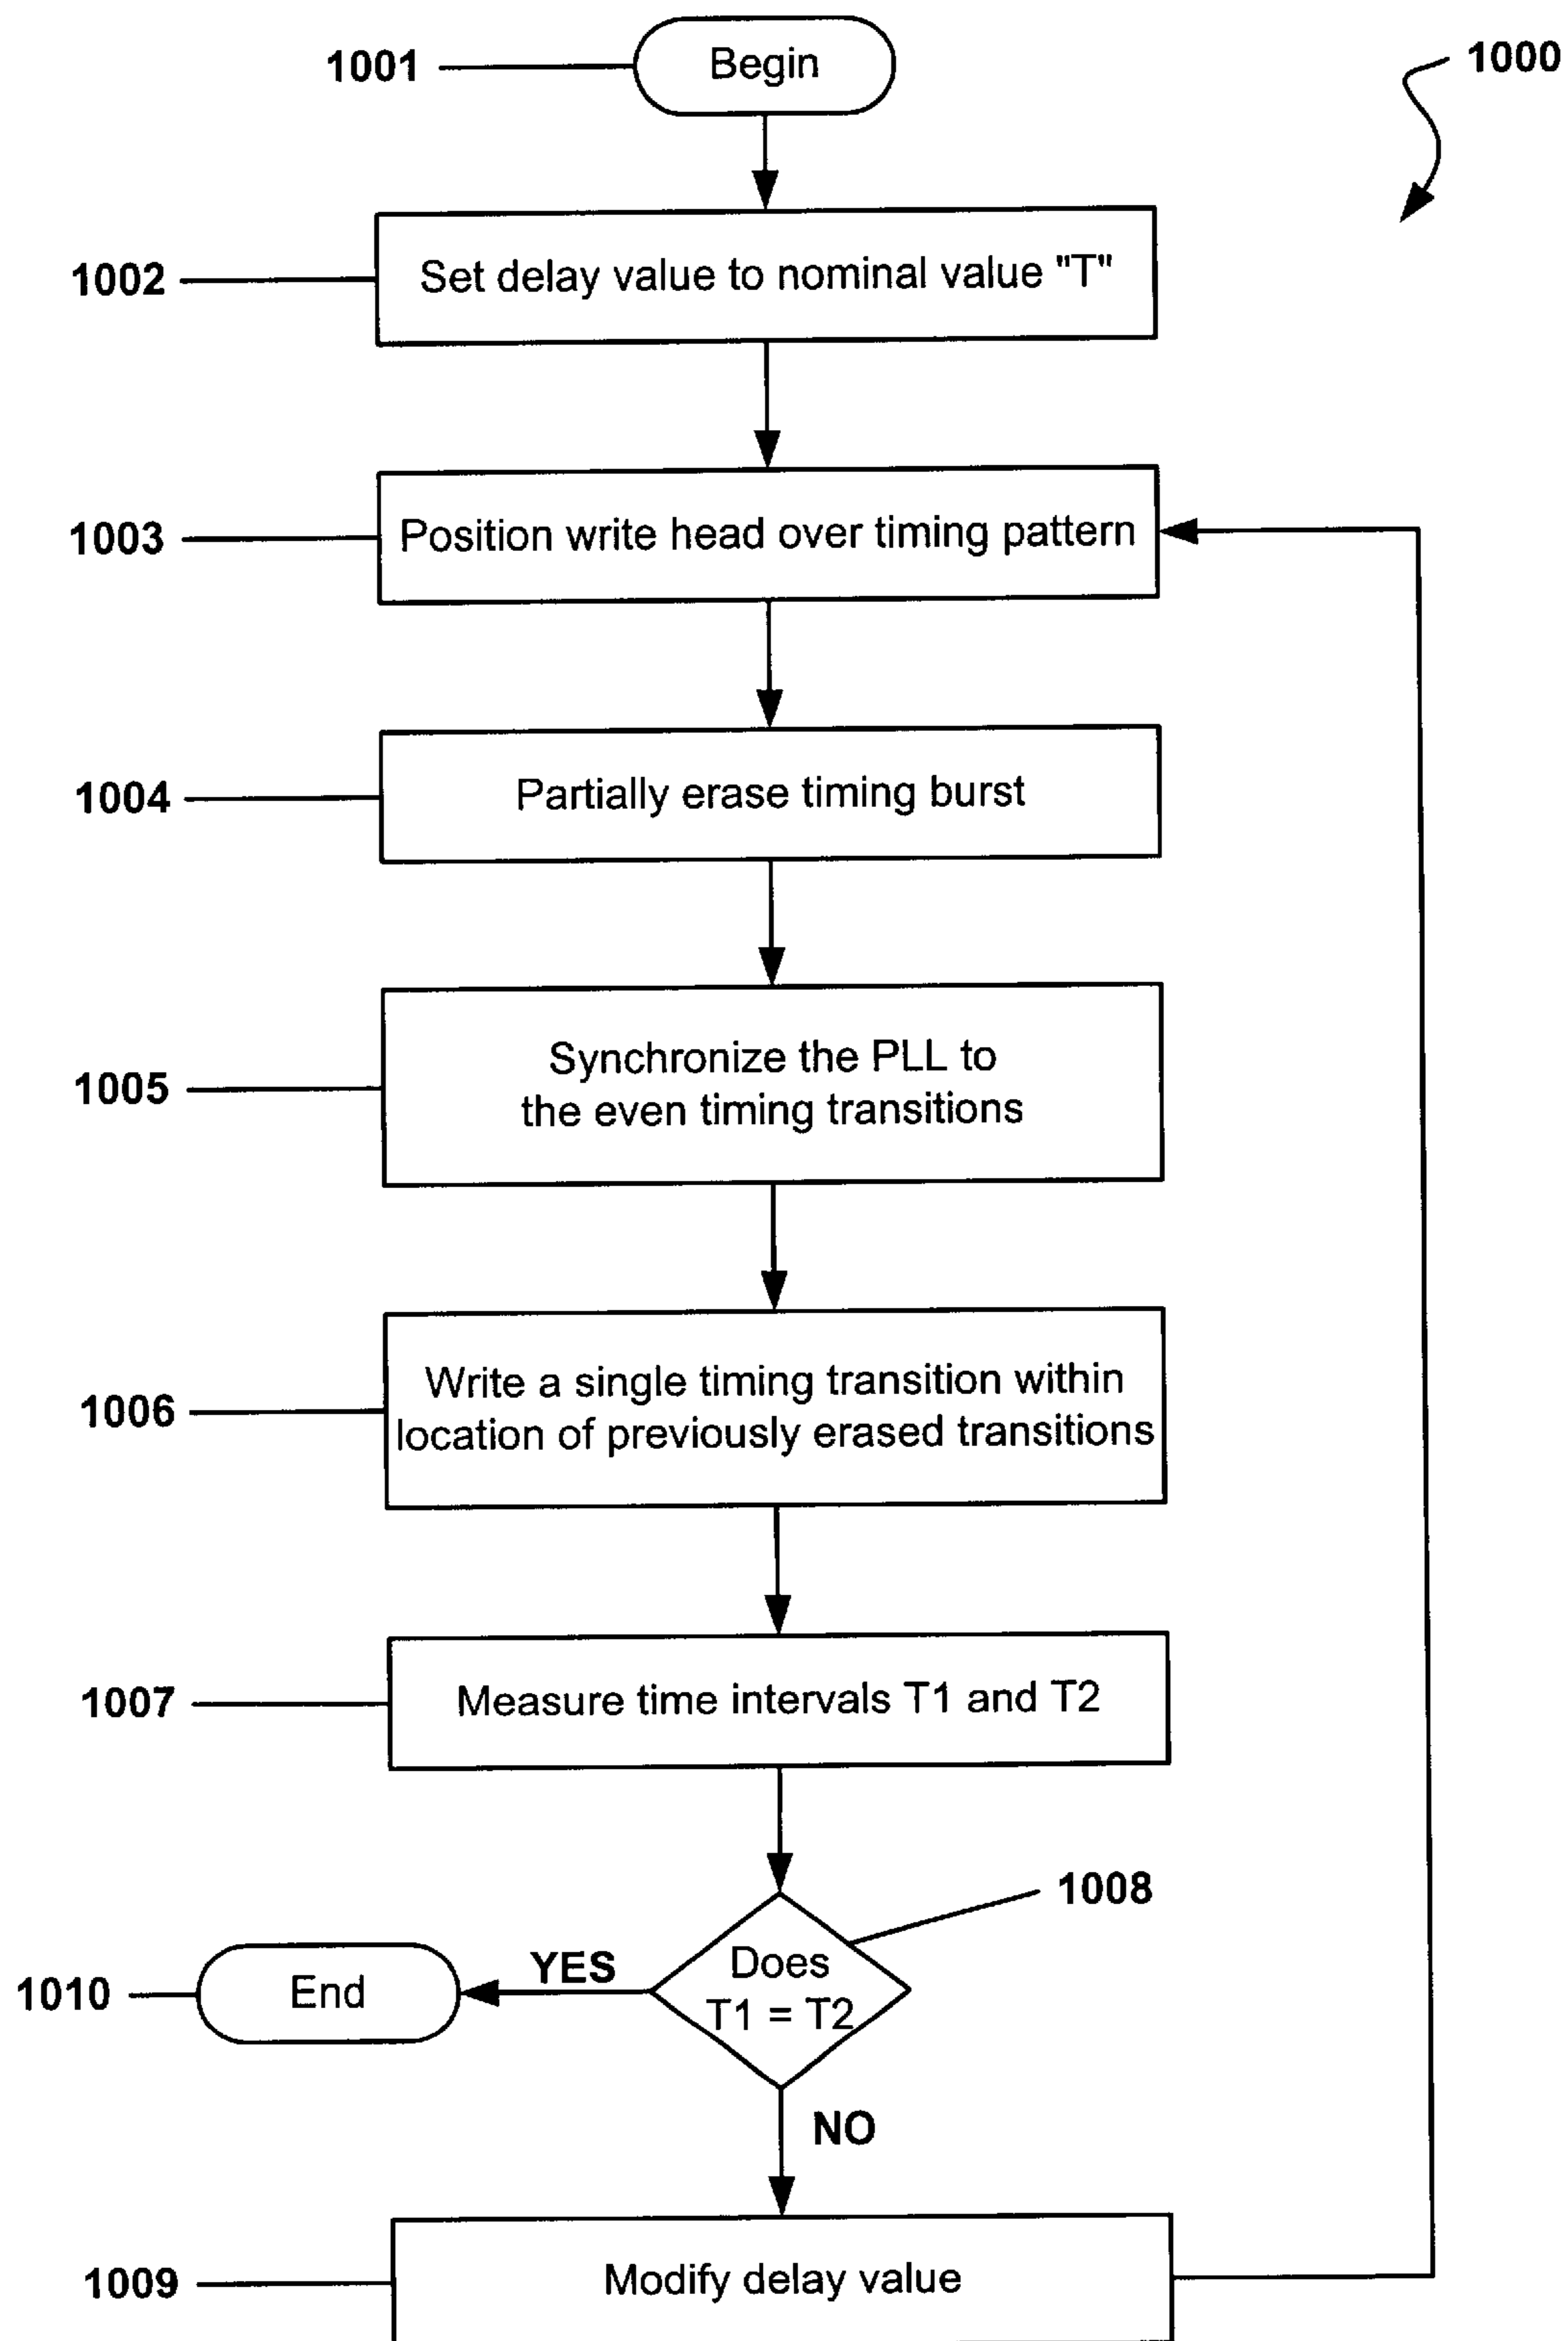 1001
Begin
1000
1002
Set delay value to nominal value "T"
1003
Position write head over timing pattern
1004
Partially erase timing burst
1005
Synchronize the PLL to
the even timing transitions
1006
Write a single timing transition within
location of previously erased transitions
1007
Measure time intervals T1 and T2
1008
Does
T1 = T2
YES
1010
End
NO
1009
Modify delay value